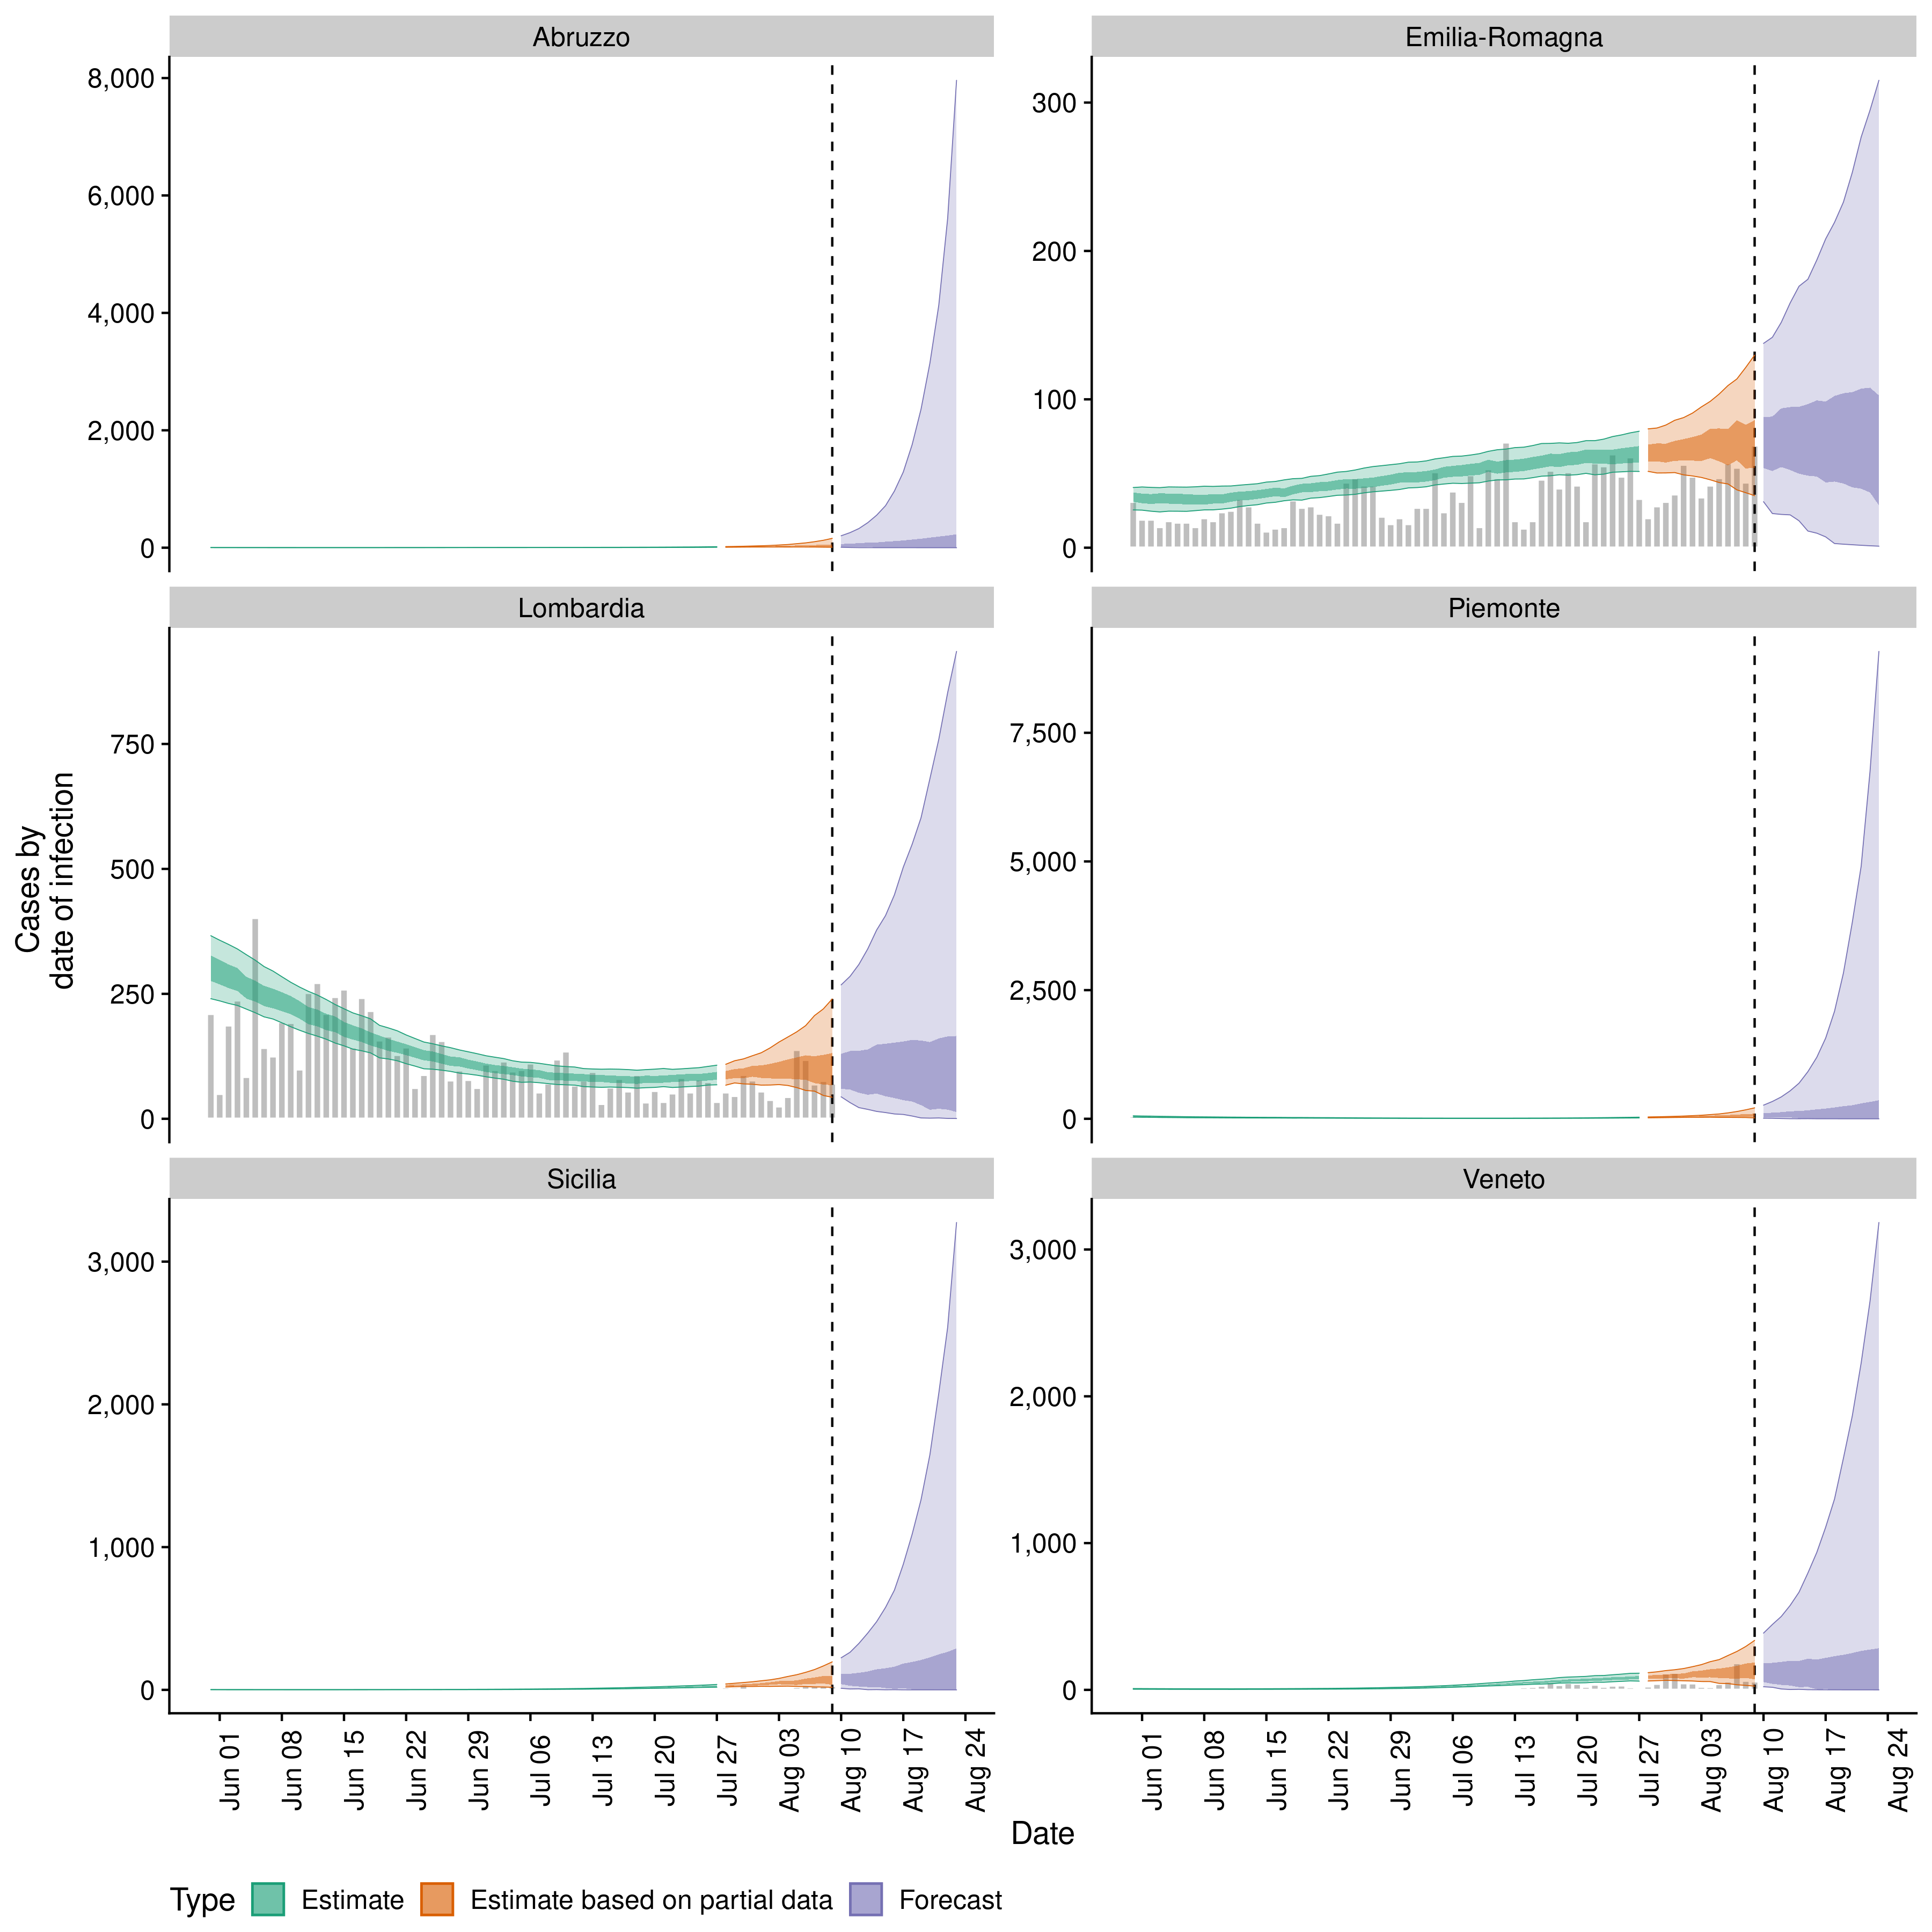 Abruzzo
Emilia-Romagna
8,000
6,000
4,000
2,000
0
300
200
100
0
Lombardia
Piemonte
750
500
250
0
7,500
5,000
2,500
0
Cases by
date of infection
Sicilia
Veneto
3,000
2,000
1,000
0
3,000
2,000
1,000
0
Jun 01
Jun 08
Jun 15
Jun 22
Jun 29
Jul 06
Jul 13
Jul 20
Jul 27
Aug 03
Aug 10
Aug 17
Aug 24
Jun 01
Jun 08
Jun 15
Jun 22
Jun 29
Jul 06
Jul 13
Jul 20
Jul 27
Aug 03
Aug 10
Aug 17
Aug 24
Date
Type Estimate Estimate based on partial data Forecast